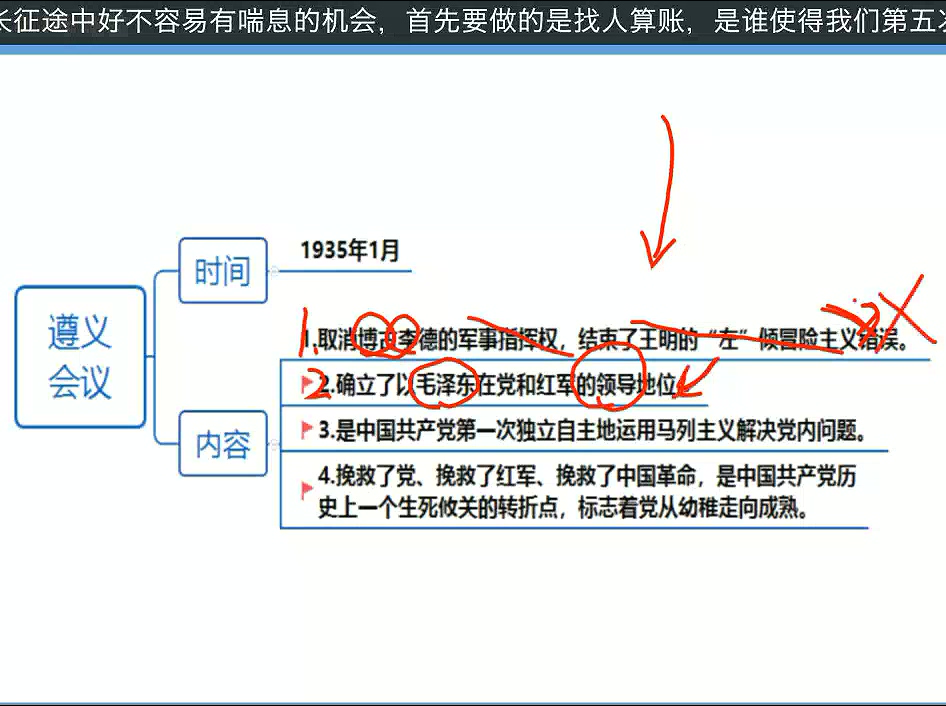 长征途中好不容易有喘息的机会，首先要做的是找人算账，是谁使得我们第五次
遵义
会议
时间
1935年1月
内容
1.取消博古李德的军事指挥权，结束了王明的“左”倾冒险主义错误。
2.确立了以毛泽东在党和红军的领导地位
3.是中国共产党第一次独立自主地运用马列主义解决党内问题。
4.挽救了党、挽救了红军、挽救了中国革命，是中国共产党历
史上一个生死攸关的转折点，标志着党从幼稚走向成熟。